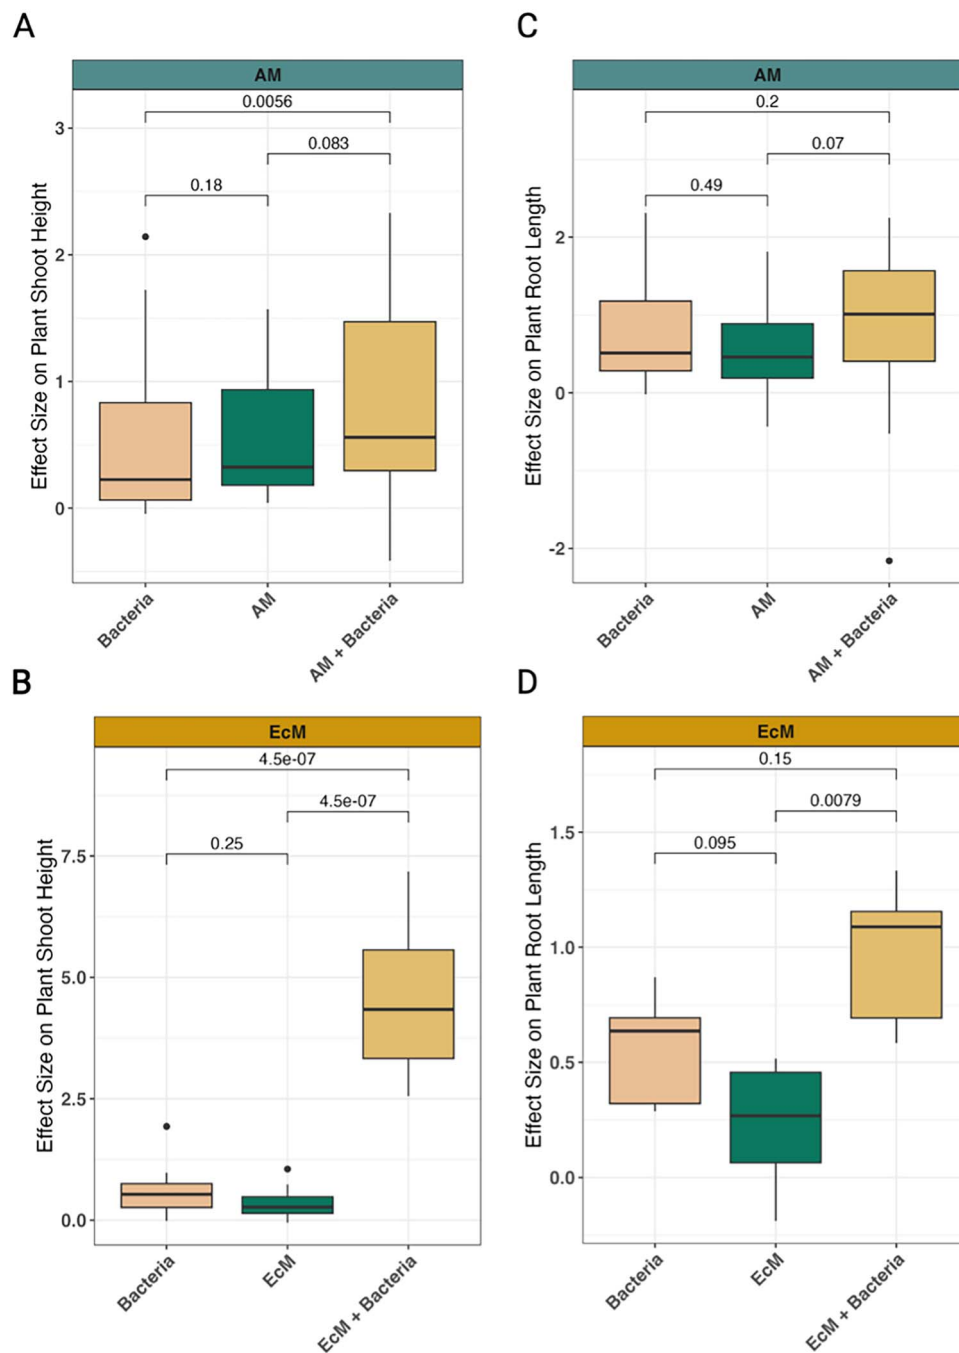 A
AM
0.0056
0.083
0.18
3
2
1
0
Effect Size on Plant Shoot Height
Bacteria
AM
AM + Bacteria
C
AM
0.2
0.07
0.49
2
0
-2
Effect Size on Plant Root Length
Bacteria
AM
AM + Bacteria
B
EcM
4.5e-07
4.5e-07
0.25
7.5
5.0
2.5
0.0
Effect Size on Plant Shoot Height
Bacteria
EcM
EcM + Bacteria
D
EcM
0.15
0.0079
0.095
1.5
1.0
0.5
0.0
Effect Size on Plant Root Length
Bacteria
EcM
EcM + Bacteria